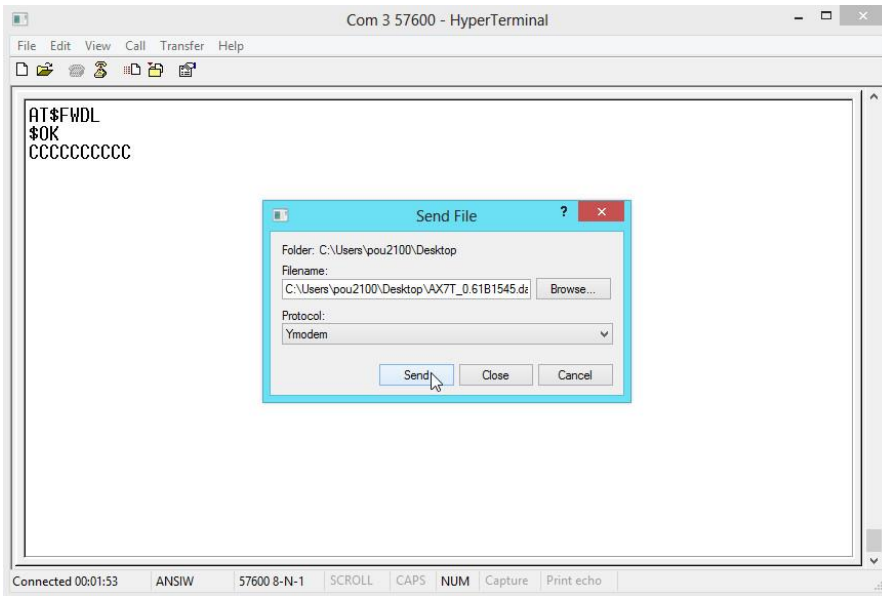 Com 3 57600 - HyperTerminal
File Edit View Call Transfer Help
AT$FWDL
$OK
CCCCCCCCCC
Send File
Folder: C:\Users\pou2100\Desktop
Filename:
C:\Users\pou2100\Desktop\AX7T_0.61B1545.da Browse...
Protocol:
Ymodem
Send Close Cancel
Connected 00:01:53 ANSIW 57600 8-N-1 SCROLL CAPS NUM Capture Print echo